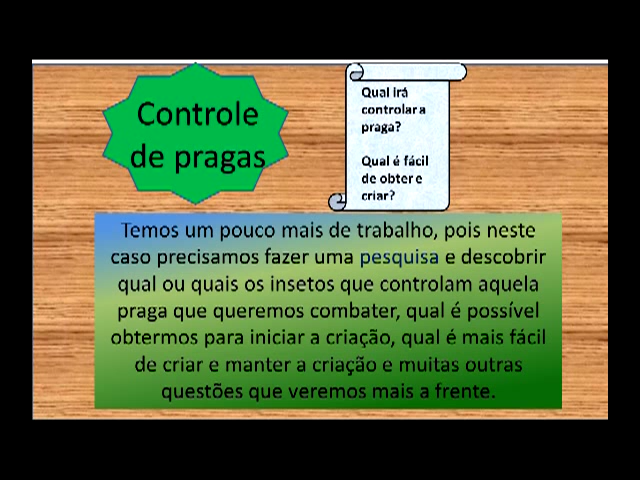 Controle
de pragas
Qual irá
controlar a
praga?
Qual é fácil
de obter e
criar?
Temos um pouco mais de trabalho, pois neste
caso precisamos fazer uma pesquisa e descobrir
qual ou quais os insetos que controlam aquela
praga que queremos combater, qual é possível
obtermos para iniciar a criação, qual é mais fácil
de criar e manter a criação e muitas outras
questões que veremos mais a frente.